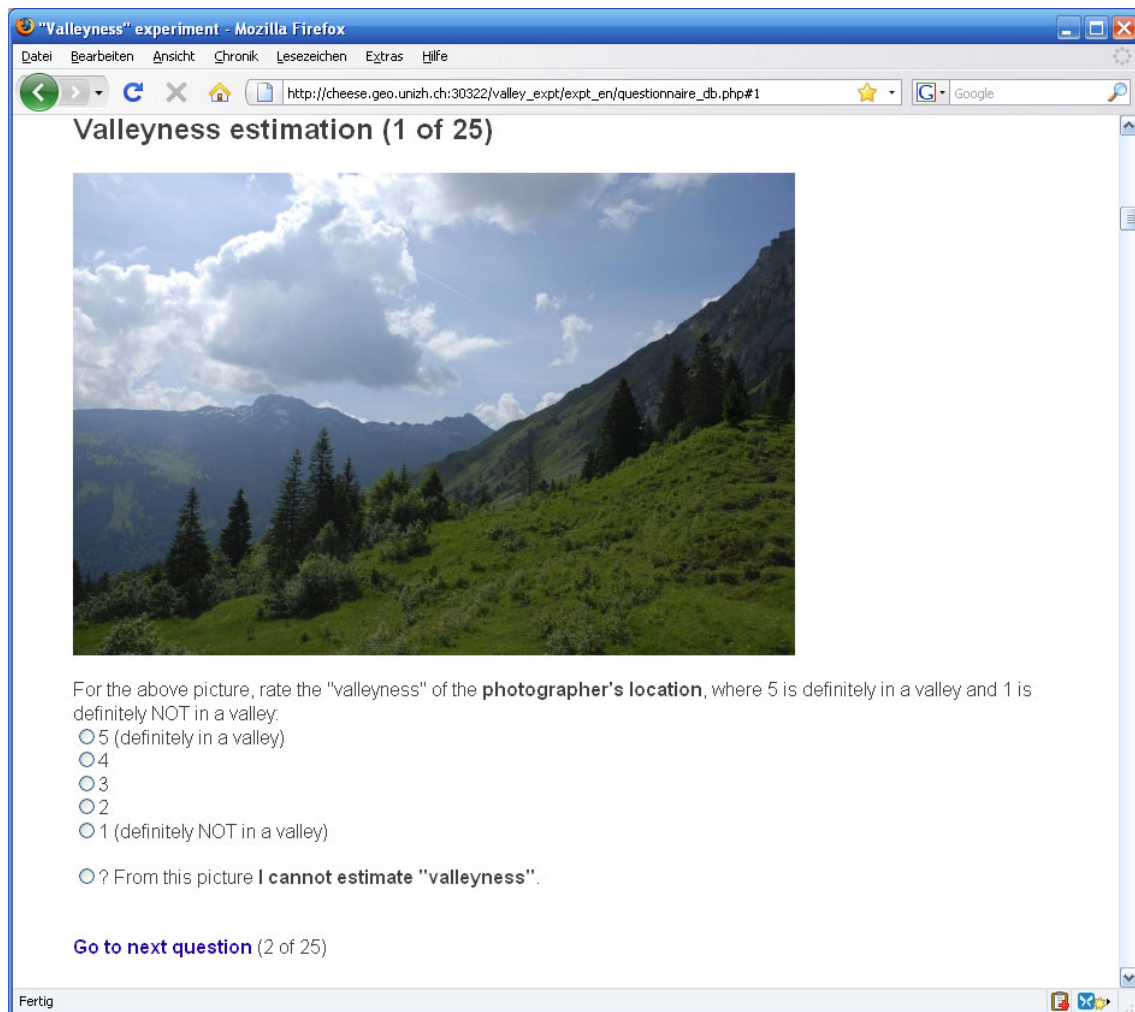 "Valleyness" experiment - Mozilla Firefox
Datei Bearbeiten Ansicht Chronik Lesezeichen Extras Hilfe
http://cheese.geo.unizh.ch:30322/valley_expt/expt_en/questionnaire_db.php#1 G Google
Valleyness estimation (1 of 25)
For the above picture, rate the "valleyness" of the photographer's location, where 5 is definitely in a valley and 1 is
definitely NOT in a valley:
5 (definitely in a valley)
4
3
2
1 (definitely NOT in a valley)
? From this picture I cannot estimate "valleyness".
Go to next question (2 of 25)
Fertig